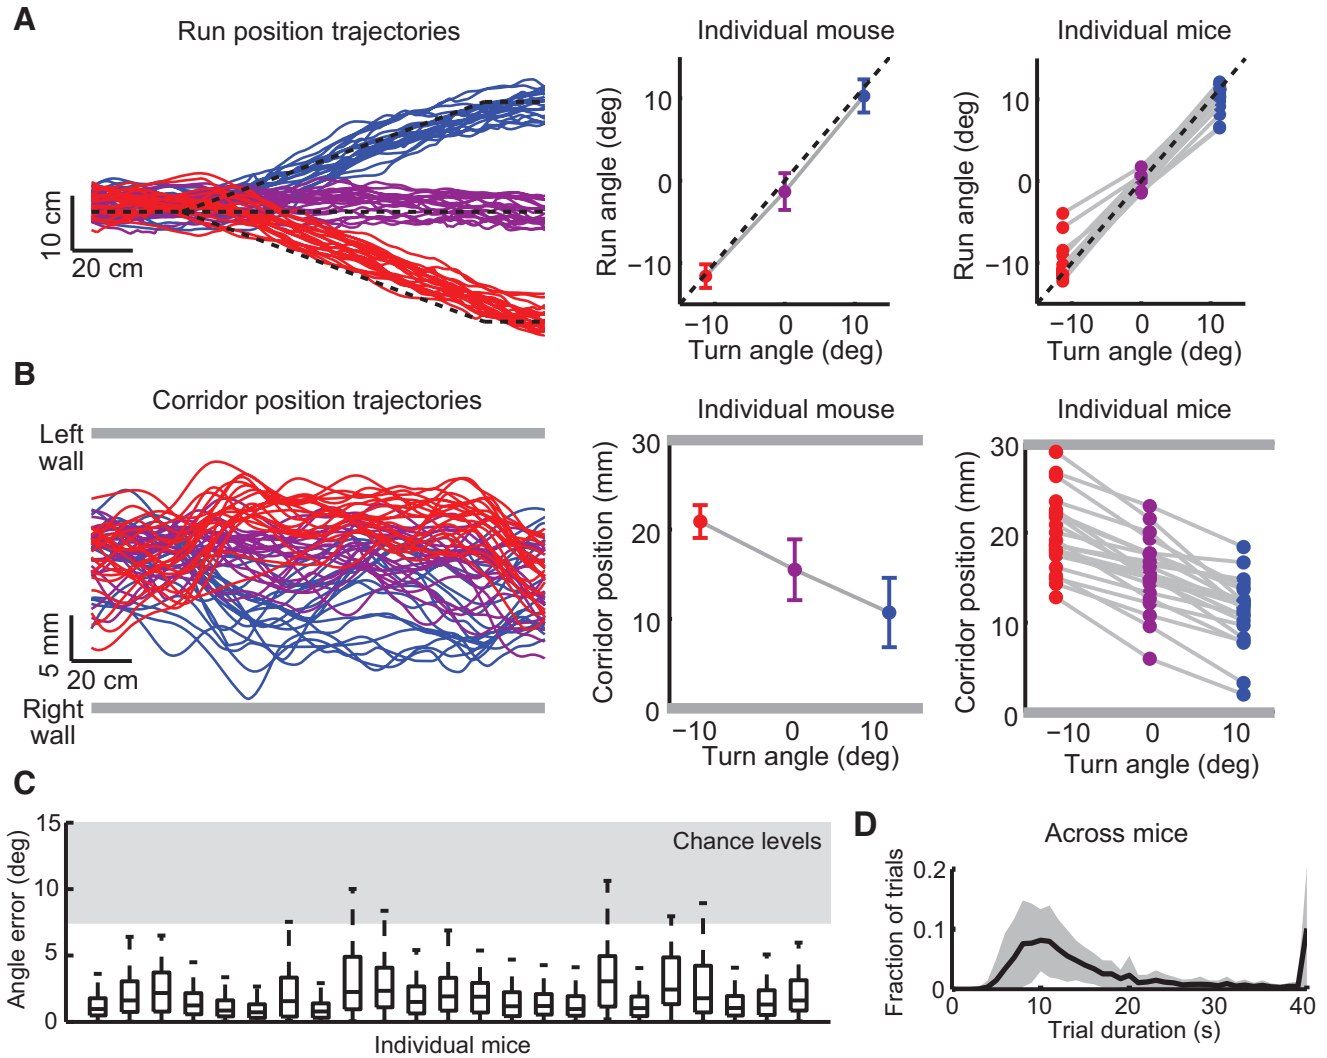 A
Run position trajectories
10 cm
20 cm
Individual mouse
Run angle (deg)
10
0
−10
−10 0 10
Turn angle (deg)
Individual mice
Run angle (deg)
10
0
−10
−10 0 10
Turn angle (deg)
B
Corridor position trajectories
Left
wall
5 mm
20 cm
Right
wall
Individual mouse
Corridor position (mm)
30
20
10
0
−10 0 10
Turn angle (deg)
Individual mice
Corridor position (mm)
30
20
10
0
−10 0 10
Turn angle (deg)
C
Angle error (deg)
15
10
5
0
Chance levels
Individual mice
D
Across mice
Fraction of trials
0.2
0.1
0
0 10 20 30 40
Trial duration (s)